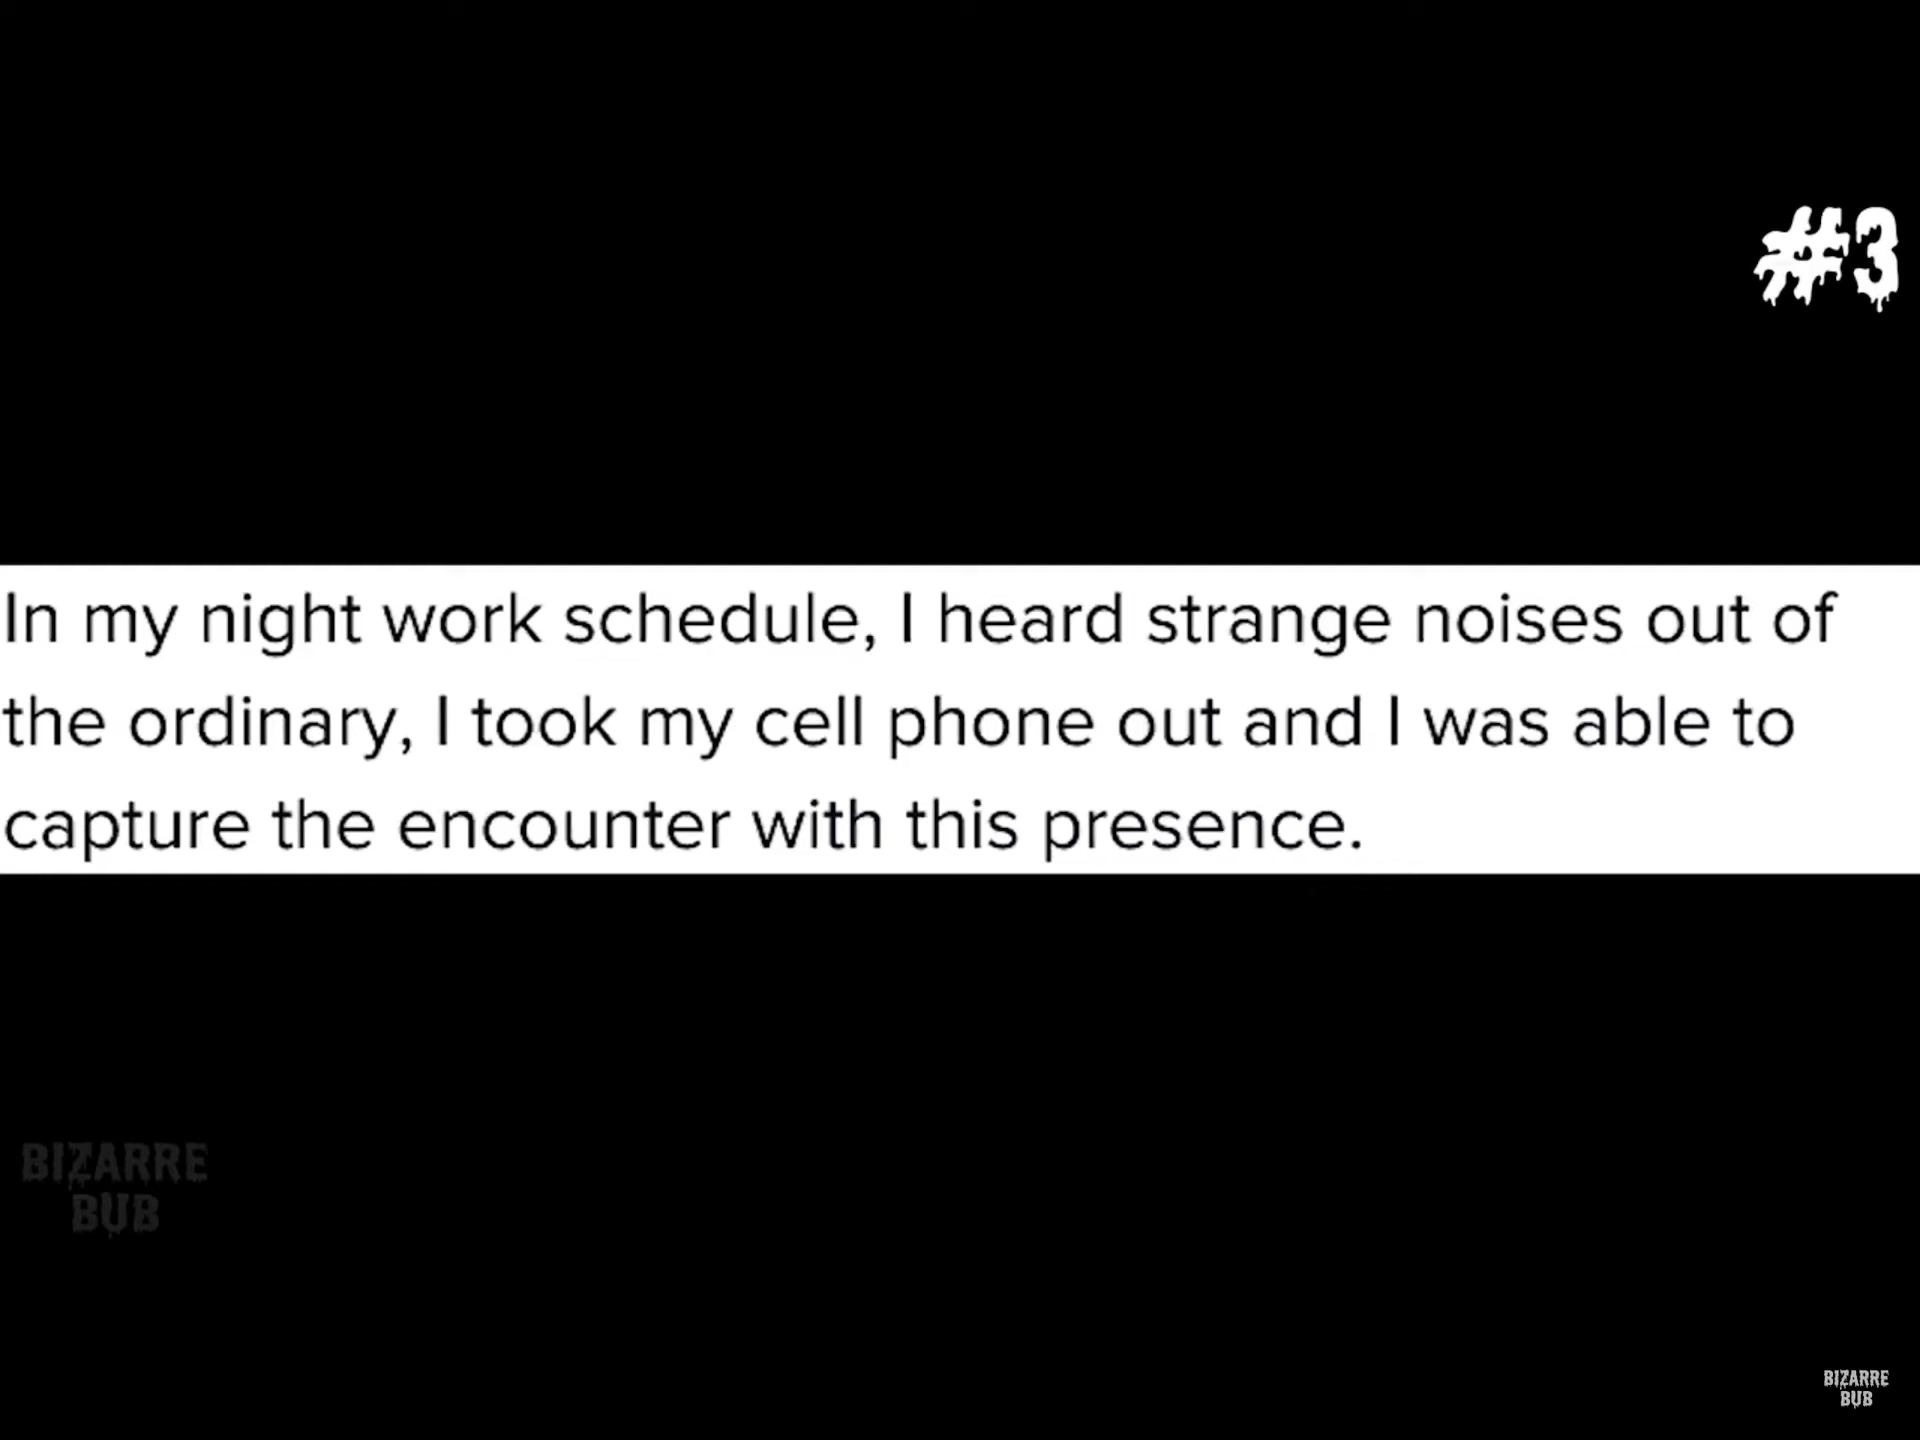 #3
In my night work schedule, I heard strange noises out of
the ordinary, I took my cell phone out and I was able to
capture the encounter with this presence.
BIZARRE
BUB
BIZARRE
BUB